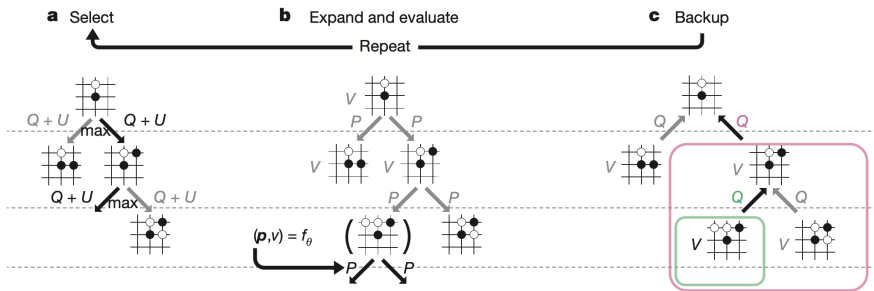 a Select
b Expand and evaluate
c Backup
Repeat
Q + U
max
Q + U
Q + U
max
Q + U
V
P
P
V
V
P
P
(p,v) = fθ
P
P
Q
Q
V
V
Q
Q
V
V